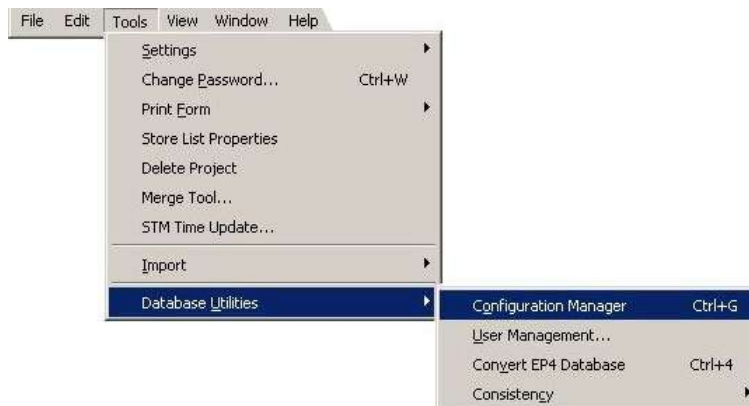 File Edit Tools View Window Help
Settings
Change Password... Ctrl+W
Print Form
Store List Properties
Delete Project
Merge Tool...
STM Time Update...
Import
Database Utilities
Configuration Manager Ctrl+G
User Management...
Convert EP4 Database Ctrl+4
Consistency